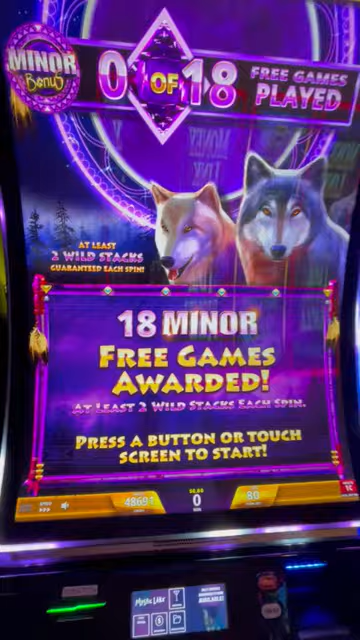 MINOR
Bonus
0 OF 18
FREE GAMES
PLAYED
AT LEAST
2 WILD STACKS
GUARANTEED EACH SPIN!
18 MINOR
FREE GAMES
AWARDED!
AT LEAST 2 WILD STACKS EACH SPIN.
PRESS A BUTTON OR TOUCH
SCREEN TO START!
4869
0
80
AVAILABLE!